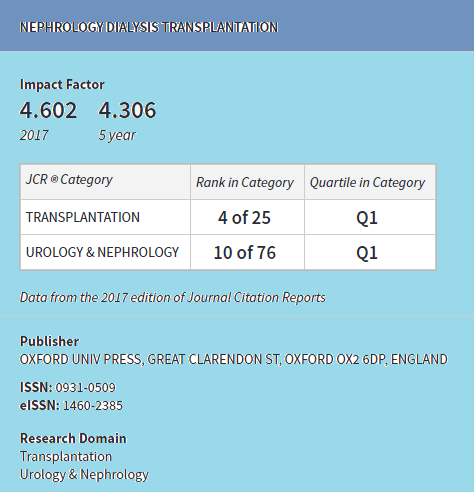 NEPHROLOGY DIALYSIS TRANSPLANTATION
Impact Factor
4.602 4.306
2017 5 year
JCR ® Category Rank in Category Quartile in Category
TRANSPLANTATION 4 of 25 Q1
UROLOGY & NEPHROLOGY 10 of 76 Q1
Data from the 2017 edition of Journal Citation Reports
Publisher
OXFORD UNIV PRESS, GREAT CLARENDON ST, OXFORD OX2 6DP, ENGLAND
ISSN: 0931-0509
eISSN: 1460-2385
Research Domain
Transplantation
Urology & Nephrology